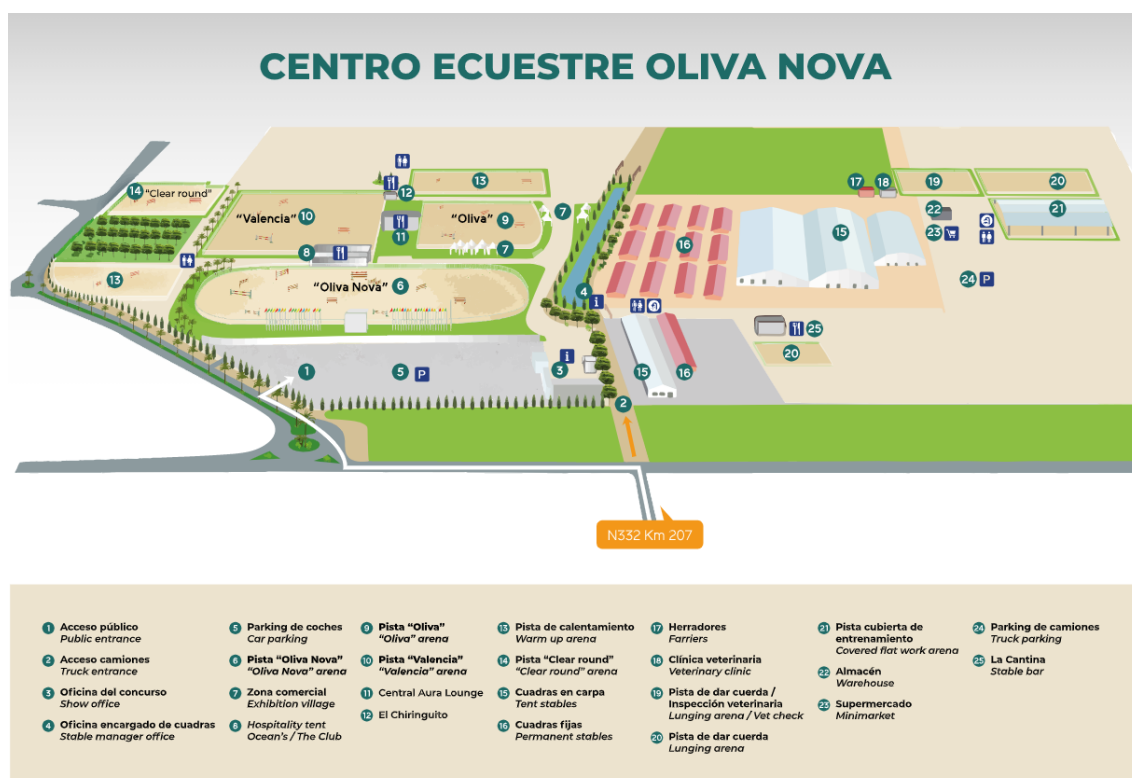 CENTRO ECUESTRE OLIVA NOVA
14 "Clear round"
13
"Valencia" 10
12
13
"Oliva" 9
11
7
7
8
13
"Oliva Nova" 6
4
i
16
15
17
18
19
20
22
21
23
24 P
25
20
1
5 P
i
3
15
16
2
N332 Km 207
1 Acceso público
Public entrance
2 Acceso camiones
Truck entrance
3 Oficina del concurso
Show office
4 Oficina encargado de cuadras
Stable manager office
5 Parking de coches
Car parking
6 Pista "Oliva Nova"
"Oliva Nova" arena
7 Zona comercial
Exhibition village
8 Hospitality tent
Ocean's / The Club
9 Pista "Oliva"
"Oliva" arena
10 Pista "Valencia"
"Valencia" arena
11 Central Aura Lounge
12 El Chiringuito
13 Pista de calentamiento
Warm up arena
14 Pista "Clear round"
"Clear round" arena
15 Cuadras en carpa
Tent stables
16 Cuadras fijas
Permanent stables
17 Herradores
Farriers
18 Clínica veterinaria
Veterinary clinic
19 Pista de dar cuerda /
Inspección veterinaria
Lunging arena / Vet check
20 Pista de dar cuerda
Lunging arena
21 Pista cubierta de
entrenamiento
Covered flat work arena
22 Almacén
Warehouse
23 Supermercado
Minimarket
24 Parking de camiones
Truck parking
25 La Cantina
Stable bar